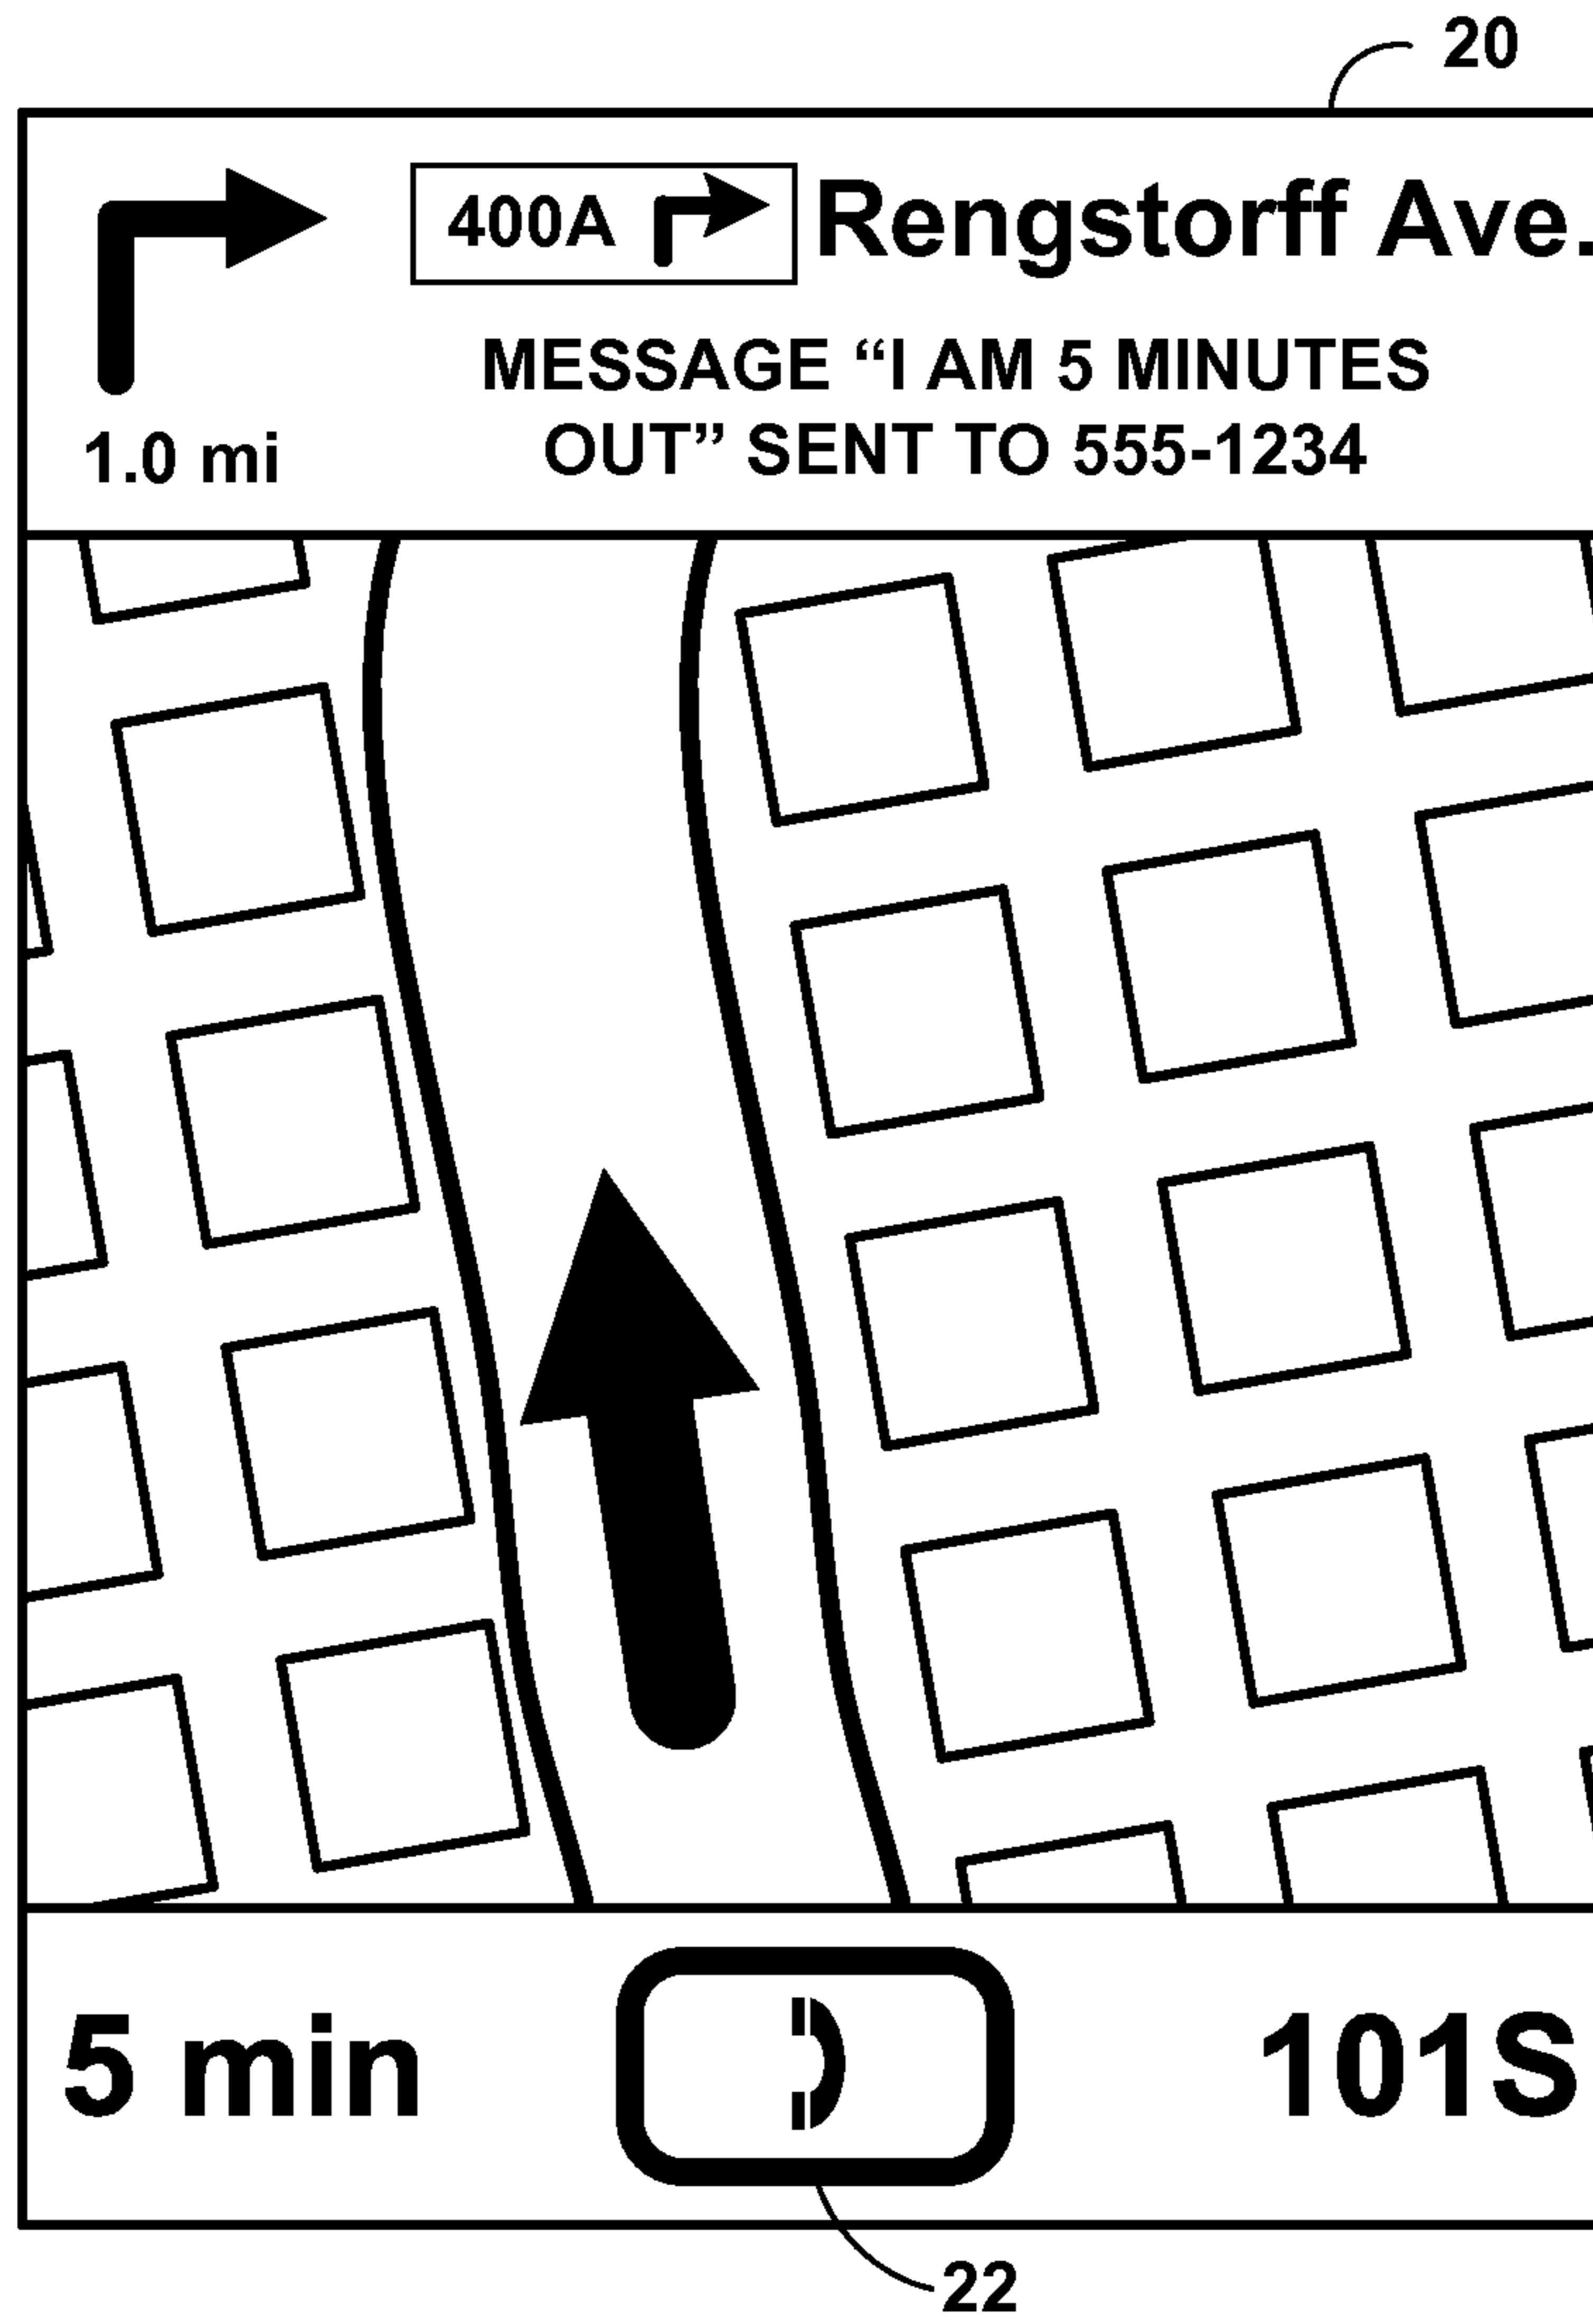 20
400A Rengstorff Ave.
MESSAGE “I AM 5 MINUTES
OUT” SENT TO 555-1234
1.0 mi
5 min 101S
22